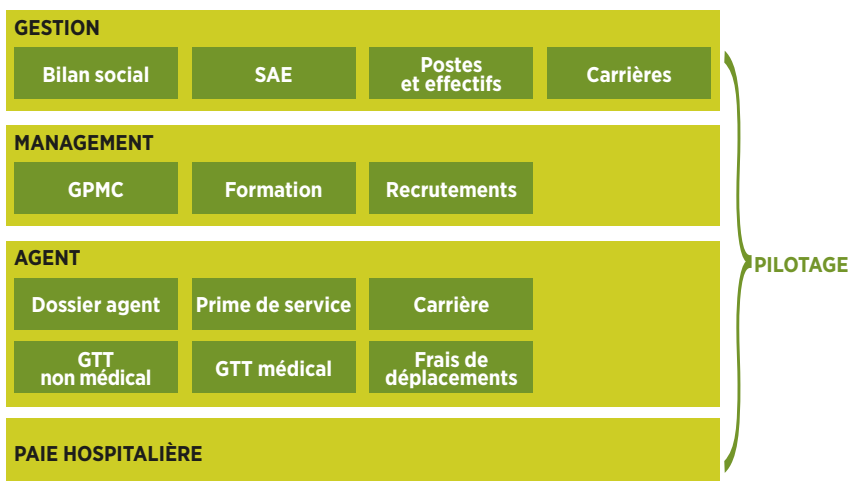 GESTION
Bilan social
SAE
Postes
et effectifs
Carrières
MANAGEMENT
GPMC
Formation
Recrutements
AGENT
Dossier agent
Prime de service
Carrière
GTT
non médical
GTT médical
Frais de
déplacements
PAIE HOSPITALIÈRE
PILOTAGE